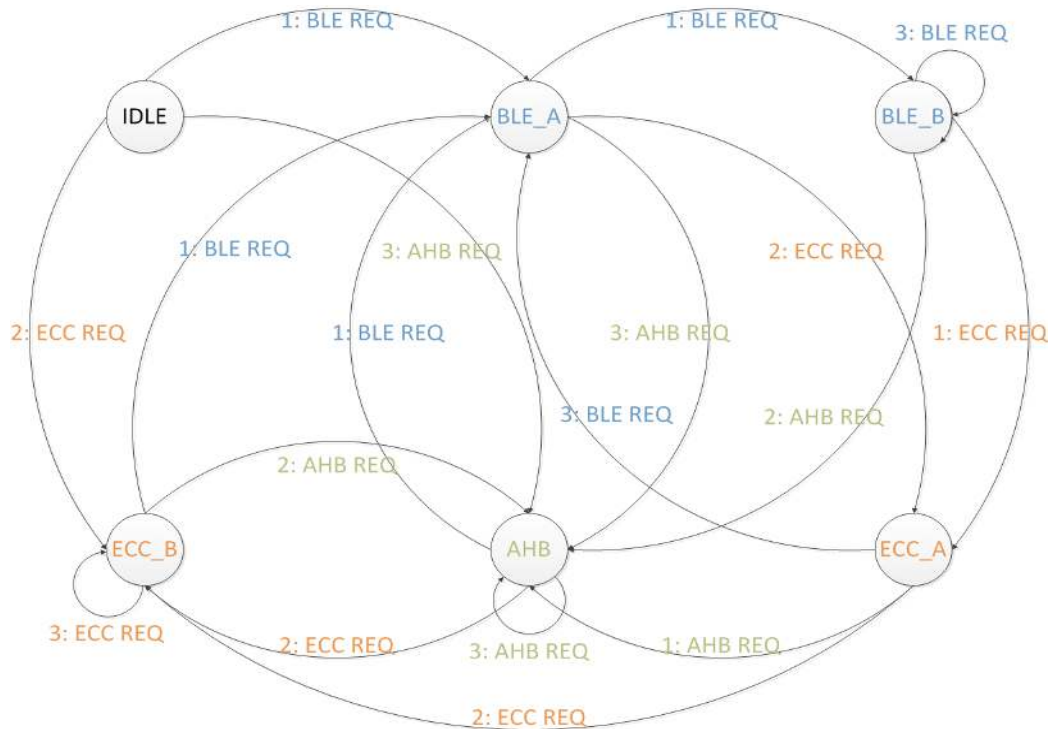 1: BLE REQ
1: BLE REQ
3: BLE REQ
IDLE
BLE_A
BLE_B
1: BLE REQ
3: AHB REQ
2: ECC REQ
2: ECC REQ
1: BLE REQ
3: AHB REQ
1: ECC REQ
3: BLE REQ
2: AHB REQ
2: AHB REQ
ECC_B
AHB
ECC_A
3: ECC REQ
2: ECC REQ
3: AHB REQ
1: AHB REQ
2: ECC REQ